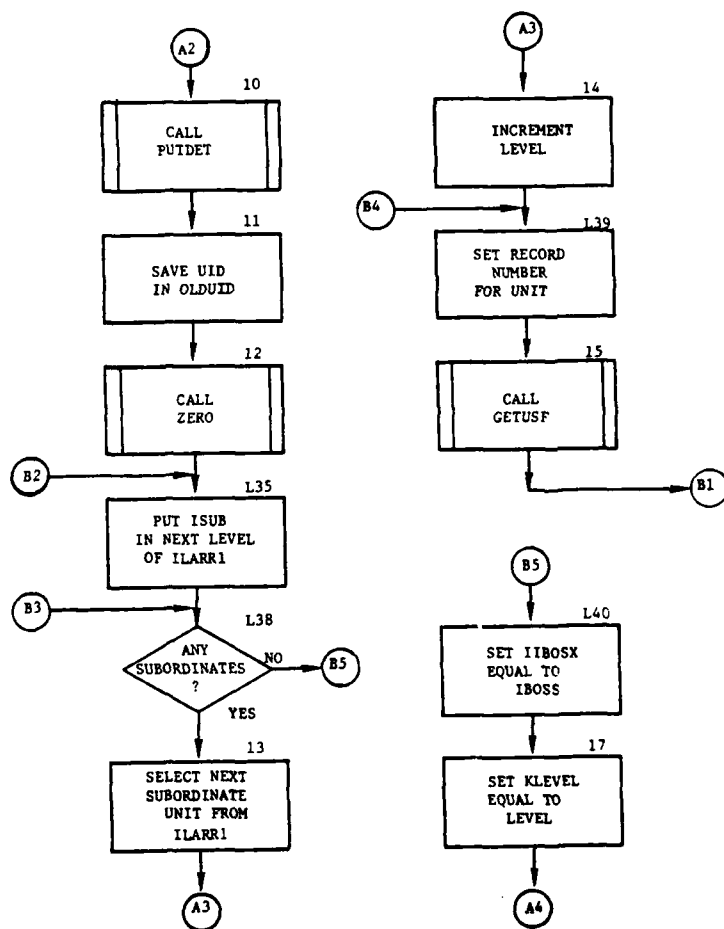 A2
10
CALL
PUTDET
11
SAVE UID
IN OLDUID
12
CALL
ZERO
B2
L35
PUT ISUB
IN NEXT LEVEL
OF ILARR1
B3
L38
ANY
SUBORDINATES
?
NO
B5
YES
13
SELECT NEXT
SUBORDINATE
UNIT FROM
ILARR1
A3
A3
14
INCREMENT
LEVEL
B4
L39
SET RECORD
NUMBER
FOR UNIT
15
CALL
GETUSF
B1
B5
L40
SET IIBOSX
EQUAL TO
IBOSS
17
SET KLEVEL
EQUAL TO
LEVEL
A4